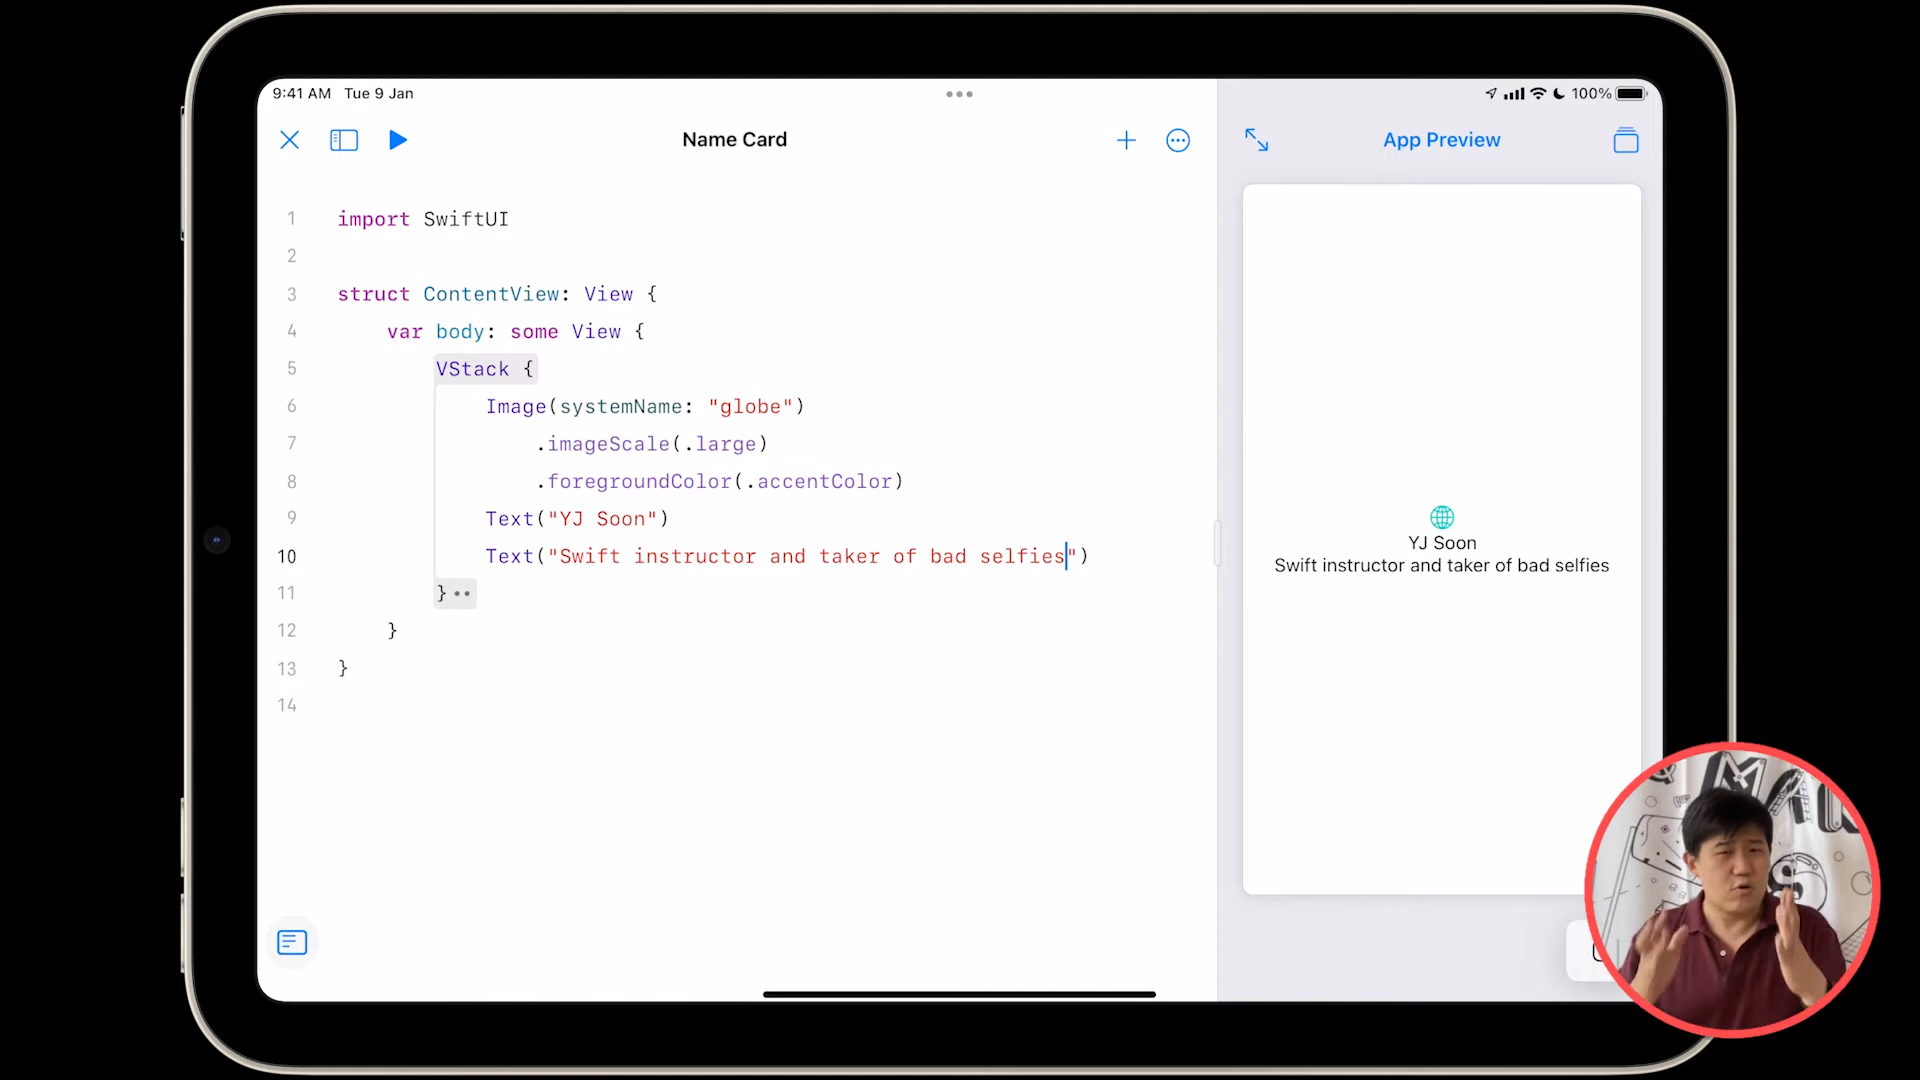 9:41 AM Tue 9 Jan
100%
Name Card
App Preview
1 import SwiftUI
2
3 struct ContentView: View {
4 var body: some View {
5 VStack {
6 Image(systemName: "globe")
7 .imageScale(.large)
8 .foregroundColor(.accentColor)
9 Text("YJ Soon")
10 Text("Swift instructor and taker of bad selfies")
11 }
12 }
13 }
14
YJ Soon
Swift instructor and taker of bad selfies